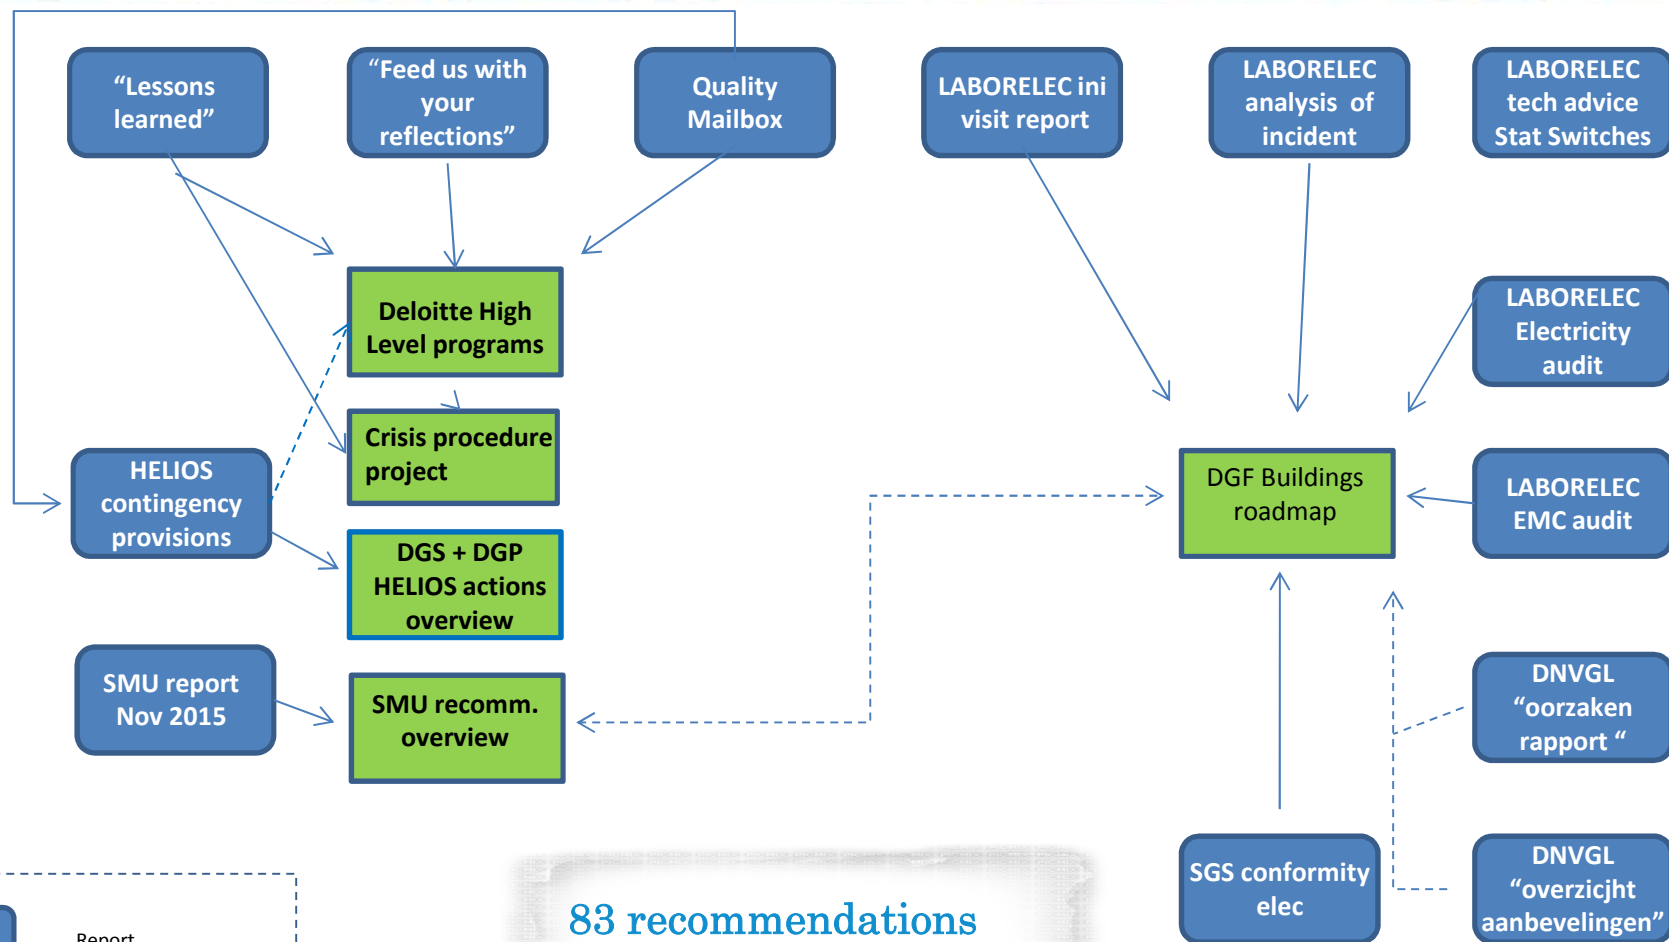 “Lessons
learned”
“Feed us with
your
reflections”
Quality
Mailbox
LABORELEC ini
visit report
LABORELEC
analysis of
incident
LABORELEC
tech advice
Stat Switches
Deloitte High
Level programs
LABORELEC
Electricity
audit
Crisis procedure
project
HELIOS
contingency
provisions
DGF Buildings
roadmap
LABORELEC
EMC audit
DGS + DGP
HELIOS actions
overview
SMU report
Nov 2015
SMU recomm.
overview
DNVGL
“oorzaken
rapport “
SGS conformity
elec
DNVGL
“overzicjht
aanbevelingen”
83 recommendations
Report